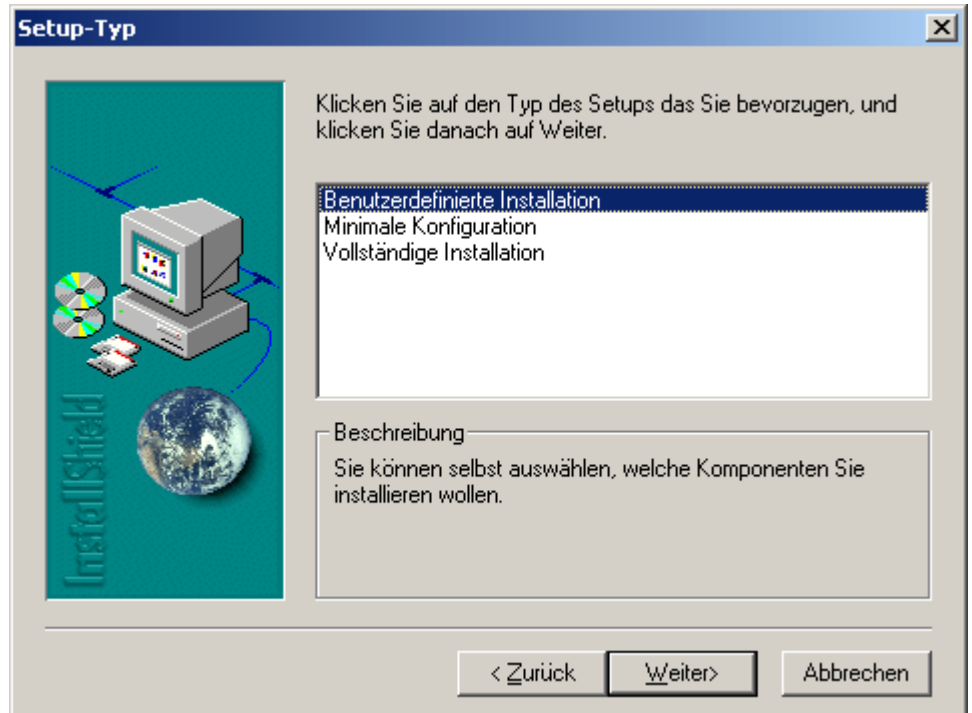 Setup-Typ
Klicken Sie auf den Typ des Setups das Sie bevorzugen, und
klicken Sie danach auf Weiter.
Benutzerdefinierte Installation
Minimale Konfiguration
Vollständige Installation
Beschreibung
Sie können selbst auswählen, welche Komponenten Sie
installieren wollen.
InstallShield
< Zurück
Weiter>
Abbrechen